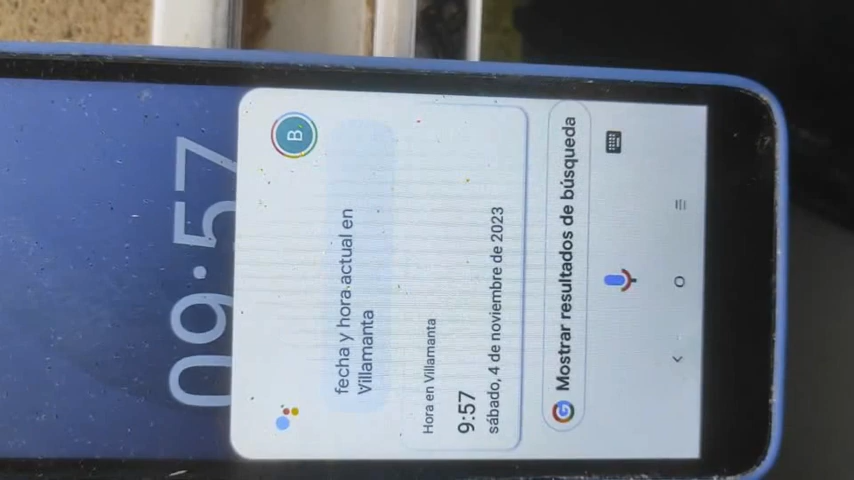 09:57
B
fecha y hora actual en
Villamanta
Hora en Villamanta
9:57
sábado, 4 de noviembre de 2023
G Mostrar resultados de búsqueda